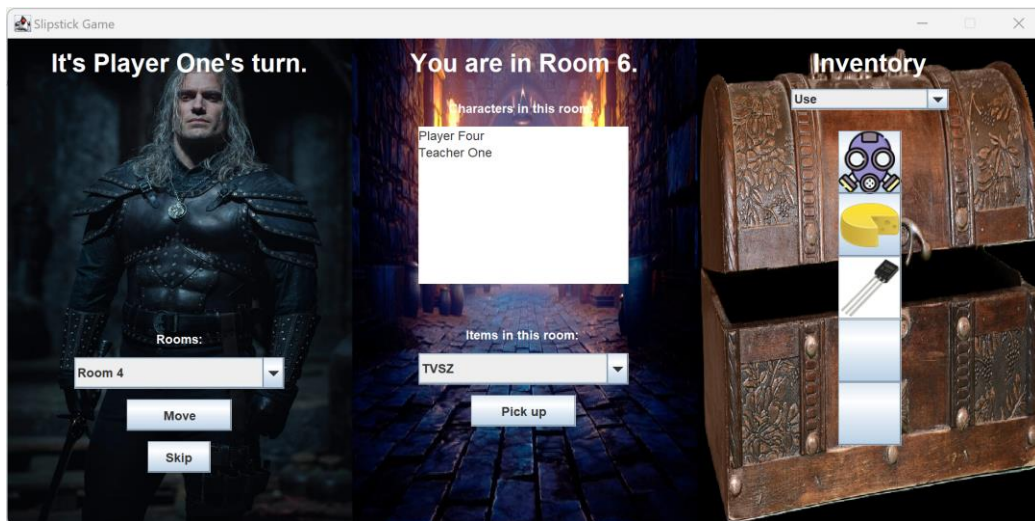 Slipstick Game
It's Player One's turn.
Rooms:
Room 4
Move
Skip
You are in Room 6.
Characters in this room:
Player Four
Teacher One
Items in this room:
TVSZ
Pick up
Inventory
Use